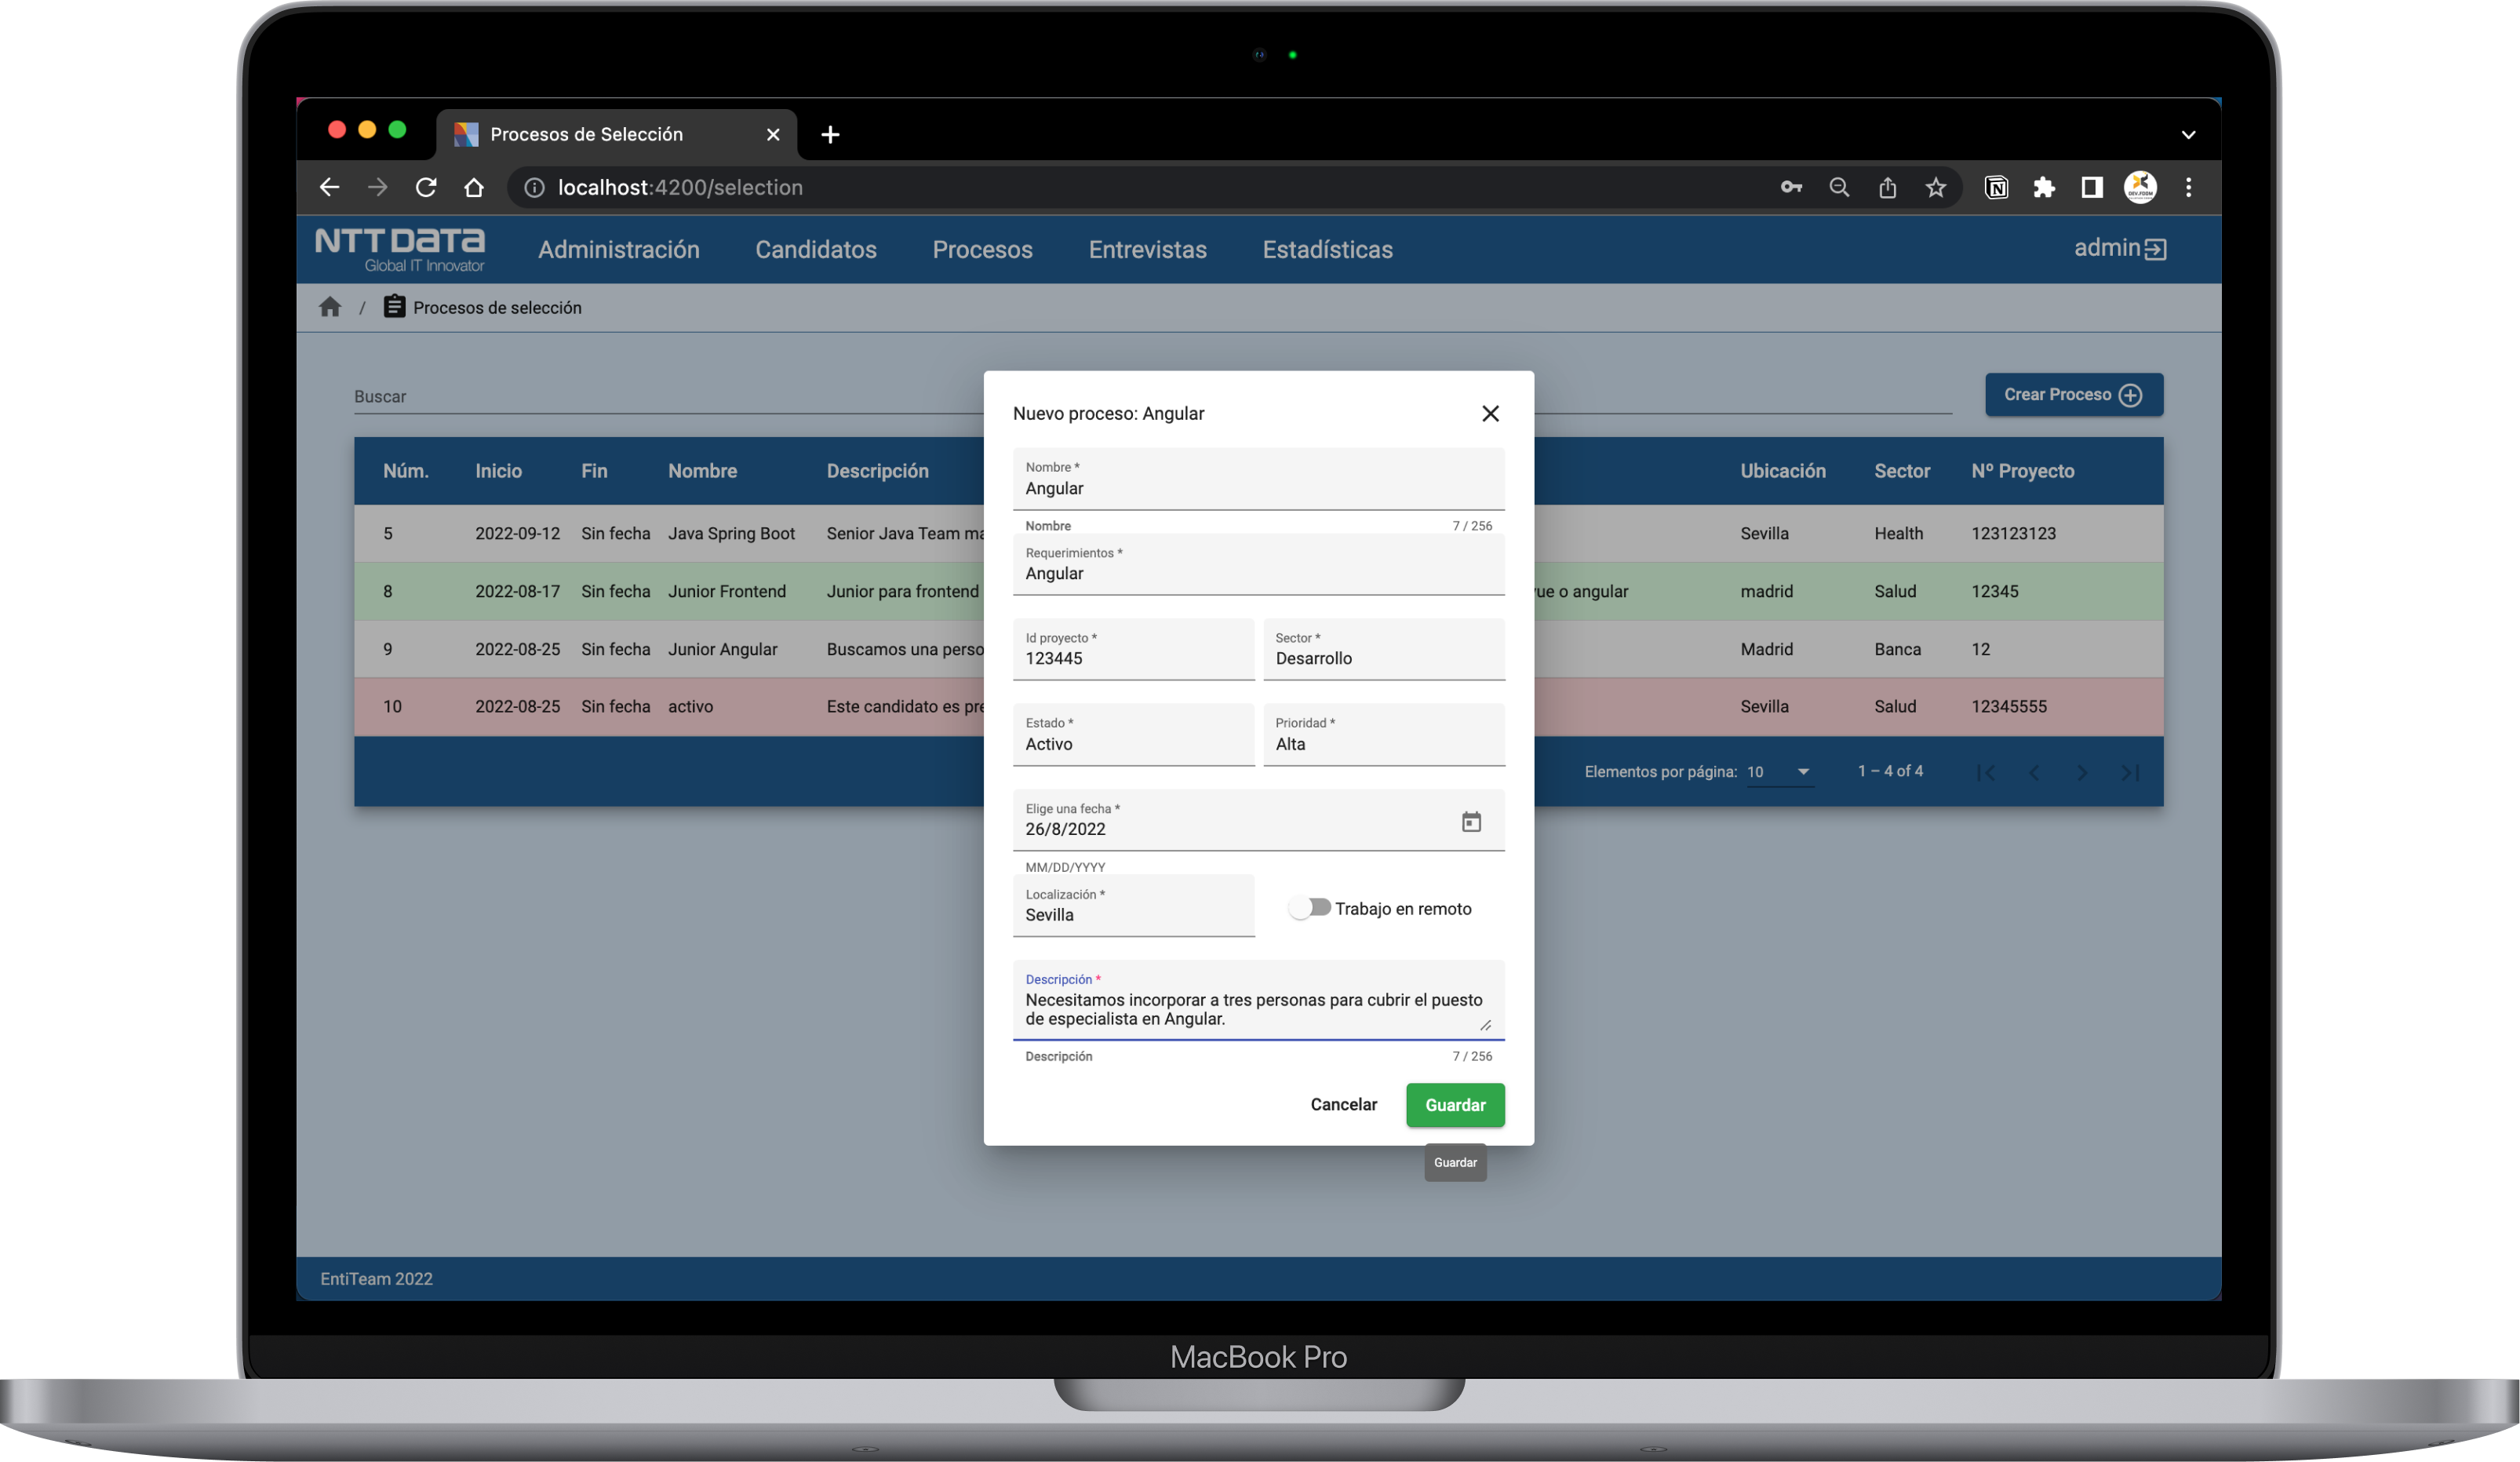 Procesos de Selección
localhost:4200/selection
NTT DATA
Global IT Innovator
Administración Candidatos Procesos Entrevistas Estadísticas admin
/ Procesos de selección
Buscar
Crear Proceso
Núm. Inicio Fin Nombre Descripción Ubicación Sector Nº Proyecto
5 2022-09-12 Sin fecha Java Spring Boot Senior Java Team Sevilla Health 123123123
8 2022-08-17 Sin fecha Junior Frontend Junior para frontend o angular madrid Salud 12345
9 2022-08-25 Sin fecha Junior Angular Buscamos una Madrid Banca 12
10 2022-08-25 Sin fecha activo Este candidato es Sevilla Salud 12345555
Elementos por página: 10 1 – 4 of 4
Nuevo proceso: Angular
Nombre *
Angular
Nombre 7 / 256
Requerimientos *
Angular
Id proyecto * Sector *
123445 Desarrollo
Estado * Prioridad *
Activo Alta
Elige una fecha *
26/8/2022
MM/DD/YYYY
Localización *
Sevilla
Trabajo en remoto
Descripción *
Necesitamos incorporar a tres personas para cubrir el puesto
de especialista en Angular.
Descripción 7 / 256
Cancelar Guardar
Guardar
EntiTeam 2022
MacBook Pro